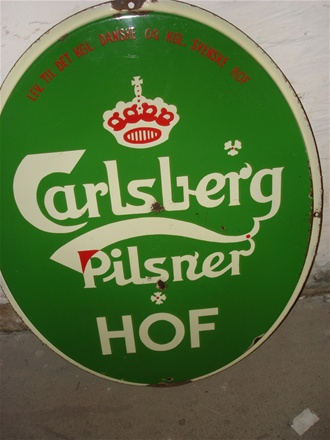 LEV. TIL DET KGL. DANSKE OG KGL. SVENSKE HOF
Carlsberg
Pilsner
HOF